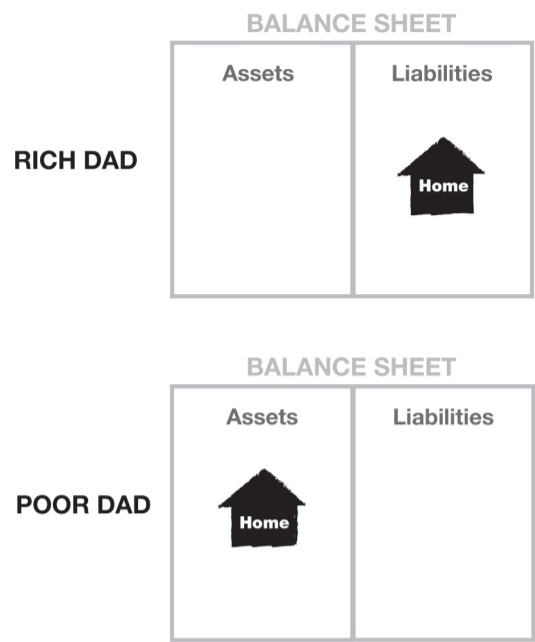 BALANCE SHEET
Assets Liabilities
RICH DAD
Home
BALANCE SHEET
Assets Liabilities
POOR DAD
Home